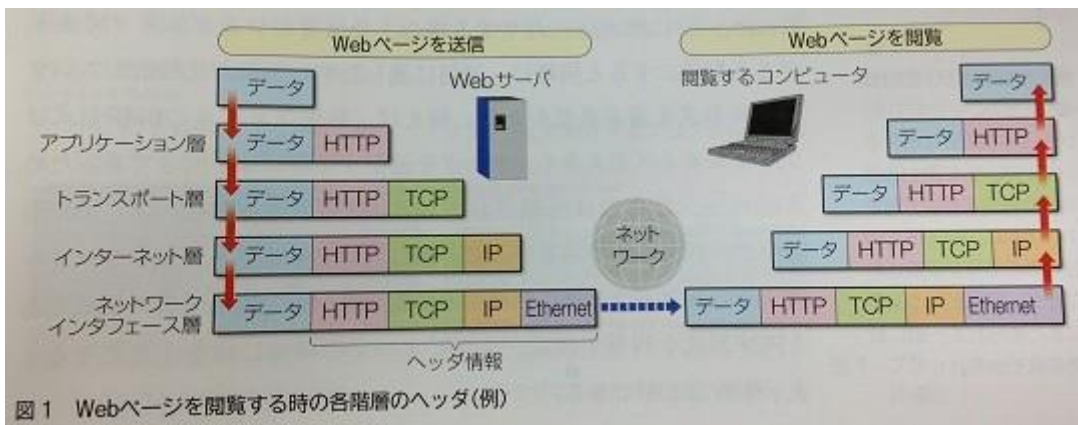 Webページを送信
Webページを閲覧
データ
Webサーバ
閲覧するコンピュータ
データ
アプリケーション層
データ HTTP
データ HTTP
トランスポート層
データ HTTP TCP
データ HTTP TCP
ネット
ワーク
インターネット層
データ HTTP TCP IP
データ HTTP TCP IP
ネットワーク
インタフェース層
データ HTTP TCP IP Ethernet
データ HTTP TCP IP Ethernet
ヘッダ情報
図1 Webページを閲覧する時の各階層のヘッダ(例)